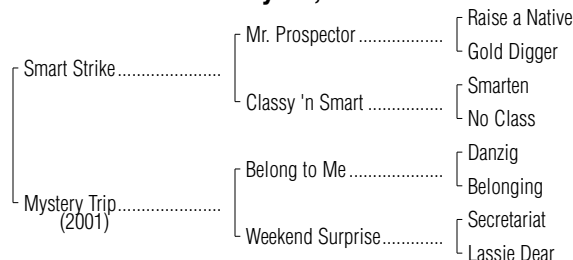 Raise a Native
Mr. Prospector ..................
Gold Digger
Smart Strike ......................
Smarten
Classy 'n Smart ................
No Class
Danzig
Belong to Me ....................
Belonging
Mystery Trip ......................
(2001)
Secretariat
Weekend Surprise .............
Lassie Dear